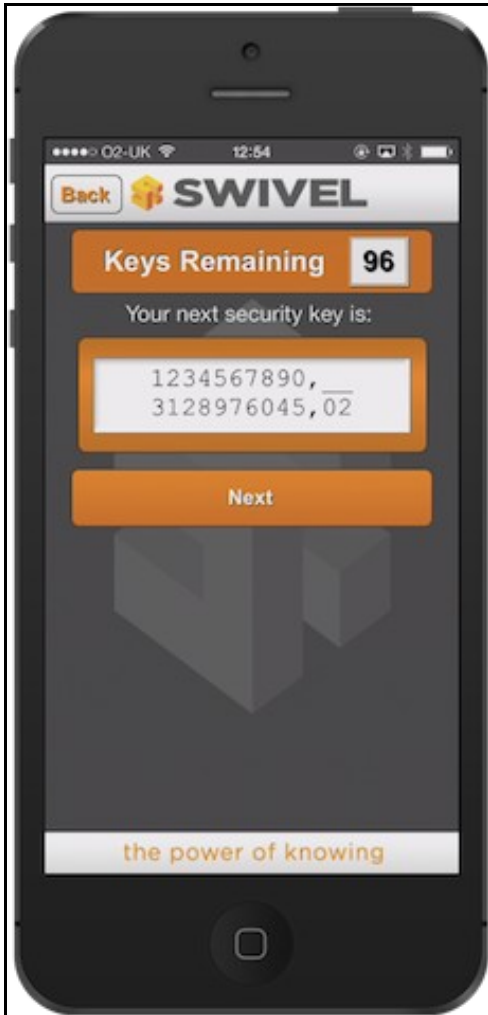 O2-UK 12:54
Back SWIVEL
Keys Remaining 96
Your next security key is:
1234567890,__
3128976045,02
Next
the power of knowing